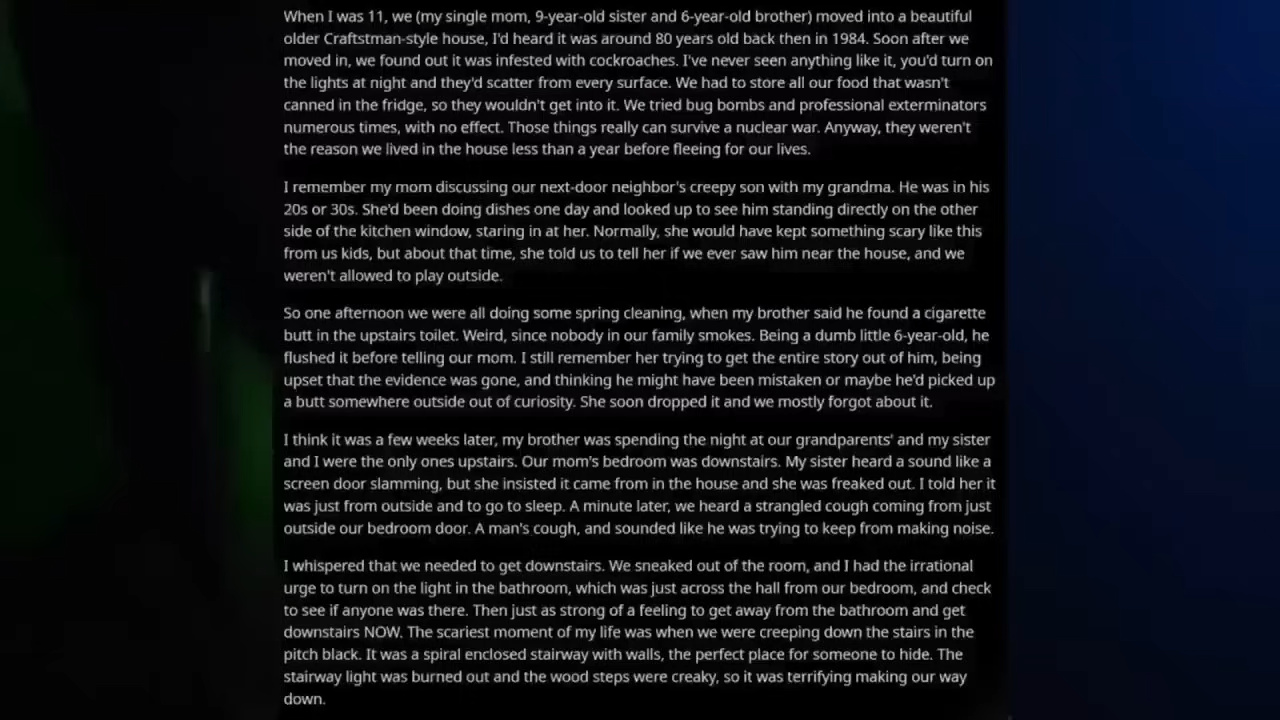 When I was 11, we (my single mom, 9-year-old sister and 6-year-old brother) moved into a beautiful
older Craftstman-style house, I'd heard it was around 80 years old back then in 1984. Soon after we
moved in, we found out it was infested with cockroaches. I've never seen anything like it, you'd turn on
the lights at night and they'd scatter from every surface. We had to store all our food that wasn't
canned in the fridge, so they wouldn't get into it. We tried bug bombs and professional exterminators
numerous times, with no effect. Those things really can survive a nuclear war. Anyway, they weren't
the reason we lived in the house less than a year before fleeing for our lives.
I remember my mom discussing our next-door neighbor's creepy son with my grandma. He was in his
20s or 30s. She'd been doing dishes one day and looked up to see him standing directly on the other
side of the kitchen window, staring in at her. Normally, she would have kept something scary like this
from us kids, but about that time, she told us to tell her if we ever saw him near the house, and we
weren't allowed to play outside.
So one afternoon we were all doing some spring cleaning, when my brother said he found a cigarette
butt in the upstairs toilet. Weird, since nobody in our family smokes. Being a dumb little 6-year-old, he
flushed it before telling our mom. I still remember her trying to get the entire story out of him, being
upset that the evidence was gone, and thinking he might have been mistaken or maybe he'd picked up
a butt somewhere outside out of curiosity. She soon dropped it and we mostly forgot about it.
I think it was a few weeks later, my brother was spending the night at our grandparents' and my sister
and I were the only ones upstairs. Our mom's bedroom was downstairs. My sister heard a sound like a
screen door slamming, but she insisted it came from in the house and she was freaked out. I told her it
was just from outside and to go to sleep. A minute later, we heard a strangled cough coming from just
outside our bedroom door. A man's cough, and sounded like he was trying to keep from making noise.
I whispered that we needed to get downstairs. We sneaked out of the room, and I had the irrational
urge to turn on the light in the bathroom, which was just across the hall from our bedroom, and check
to see if anyone was there. Then just as strong of a feeling to get away from the bathroom and get
downstairs NOW. The scariest moment of my life was when we were creeping down the stairs in the
pitch black. It was a spiral enclosed stairway with walls, the perfect place for someone to hide. The
stairway light was burned out and the wood steps were creaky, so it was terrifying making our way
down.